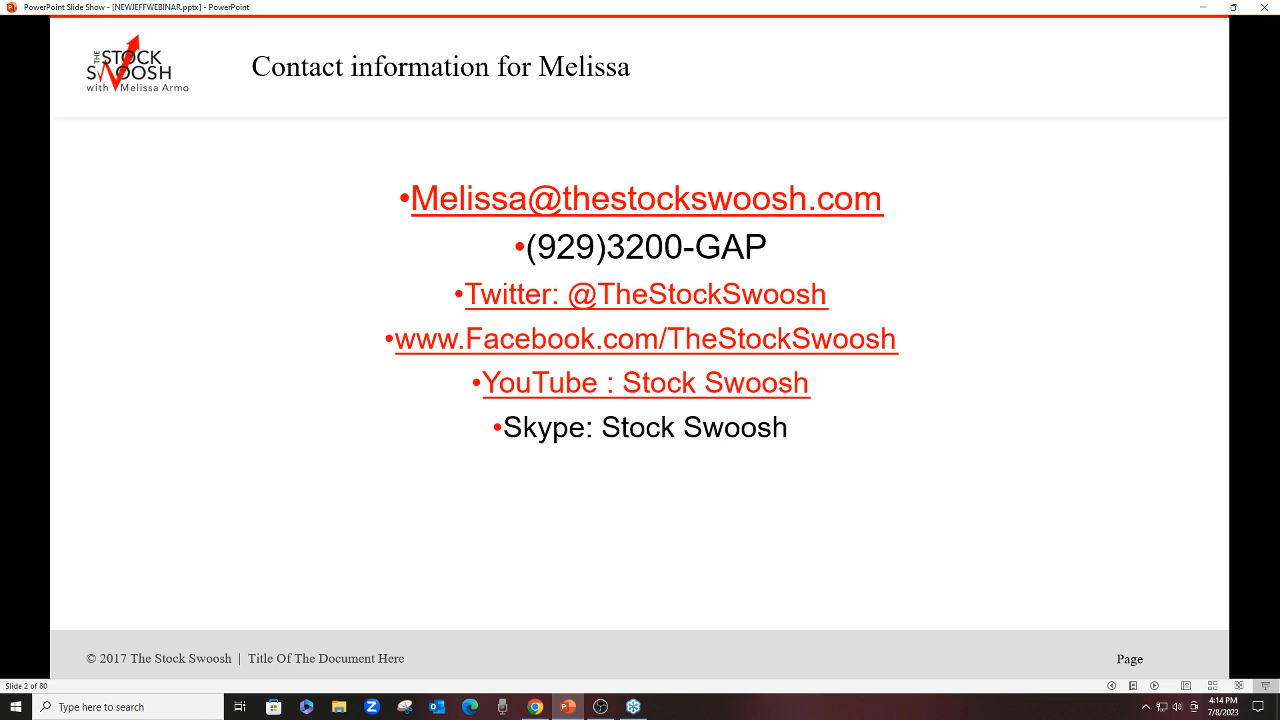 PowerPoint Slide Show - [NEWJEFFWEBINAR.pptx] - PowerPoint
THE STOCK
SWOOSH
with Melissa Armo
Contact information for Melissa
•Melissa@thestockswoosh.com
•(929)3200-GAP
•Twitter: @TheStockSwoosh
•www.Facebook.com/TheStockSwoosh
•YouTube : Stock Swoosh
•Skype: Stock Swoosh
© 2017 The Stock Swoosh | Title Of The Document Here
Page
Slide 2 of 80
Type here to search
4:14 PM
7/8/2023